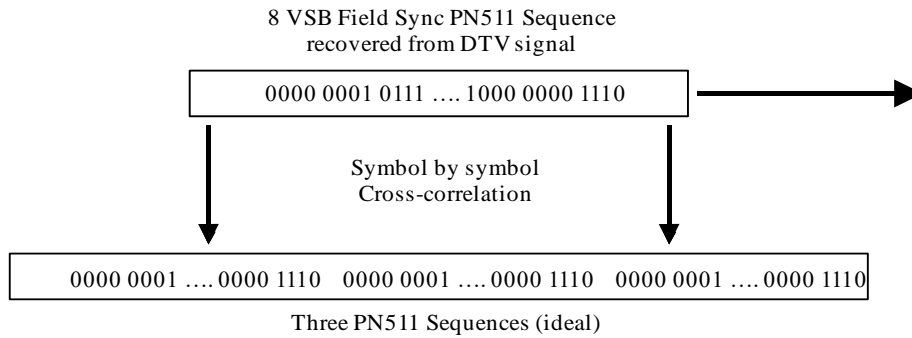 8 VSB Field Sync PN511 Sequence
recovered from DTV signal
0000 0001 0111 …. 1000 0000 1110
Symbol by symbol
Cross-correlation
0000 0001 …. 0000 1110 0000 0001 …. 0000 1110 0000 0001 …. 0000 1110
Three PN511 Sequences (ideal)